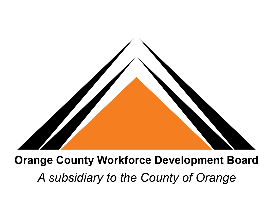 Orange County Workforce Development Board
A subsidiary to the County of Orange